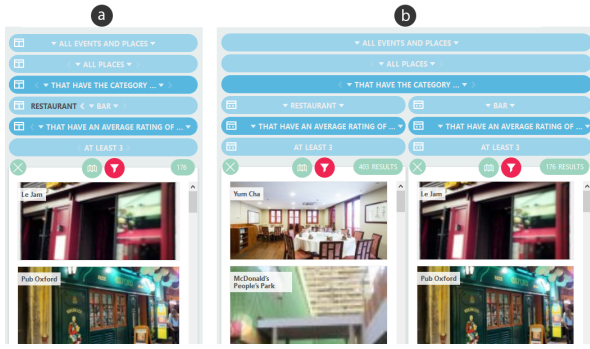 a
▼ ALL EVENTS AND PLACES ▼
< ▼ ALL PLACES ▼ >
< ▼ THAT HAVE THE CATEGORY ... ▼ >
RESTAURANT < ▼ BAR ▼ >
< ▼ THAT HAVE AN AVERAGE RATING OF ... ▼
< AT LEAST 3 >
176
Le Jam
Pub Oxford
b
▼ ALL EVENTS AND PLACES ▼
< ▼ ALL PLACES ▼ >
< ▼ THAT HAVE THE CATEGORY ... ▼ >
▼ RESTAURANT ▼
▼ BAR ▼
▼ THAT HAVE AN AVERAGE RATING OF ... ▼
▼ THAT HAVE AN AVERAGE RATING OF ... ▼
AT LEAST 3
AT LEAST 3
403 RESULTS
176 RESULTS
Yum Cha
McDonald's
People's Park
Le Jam
Pub Oxford